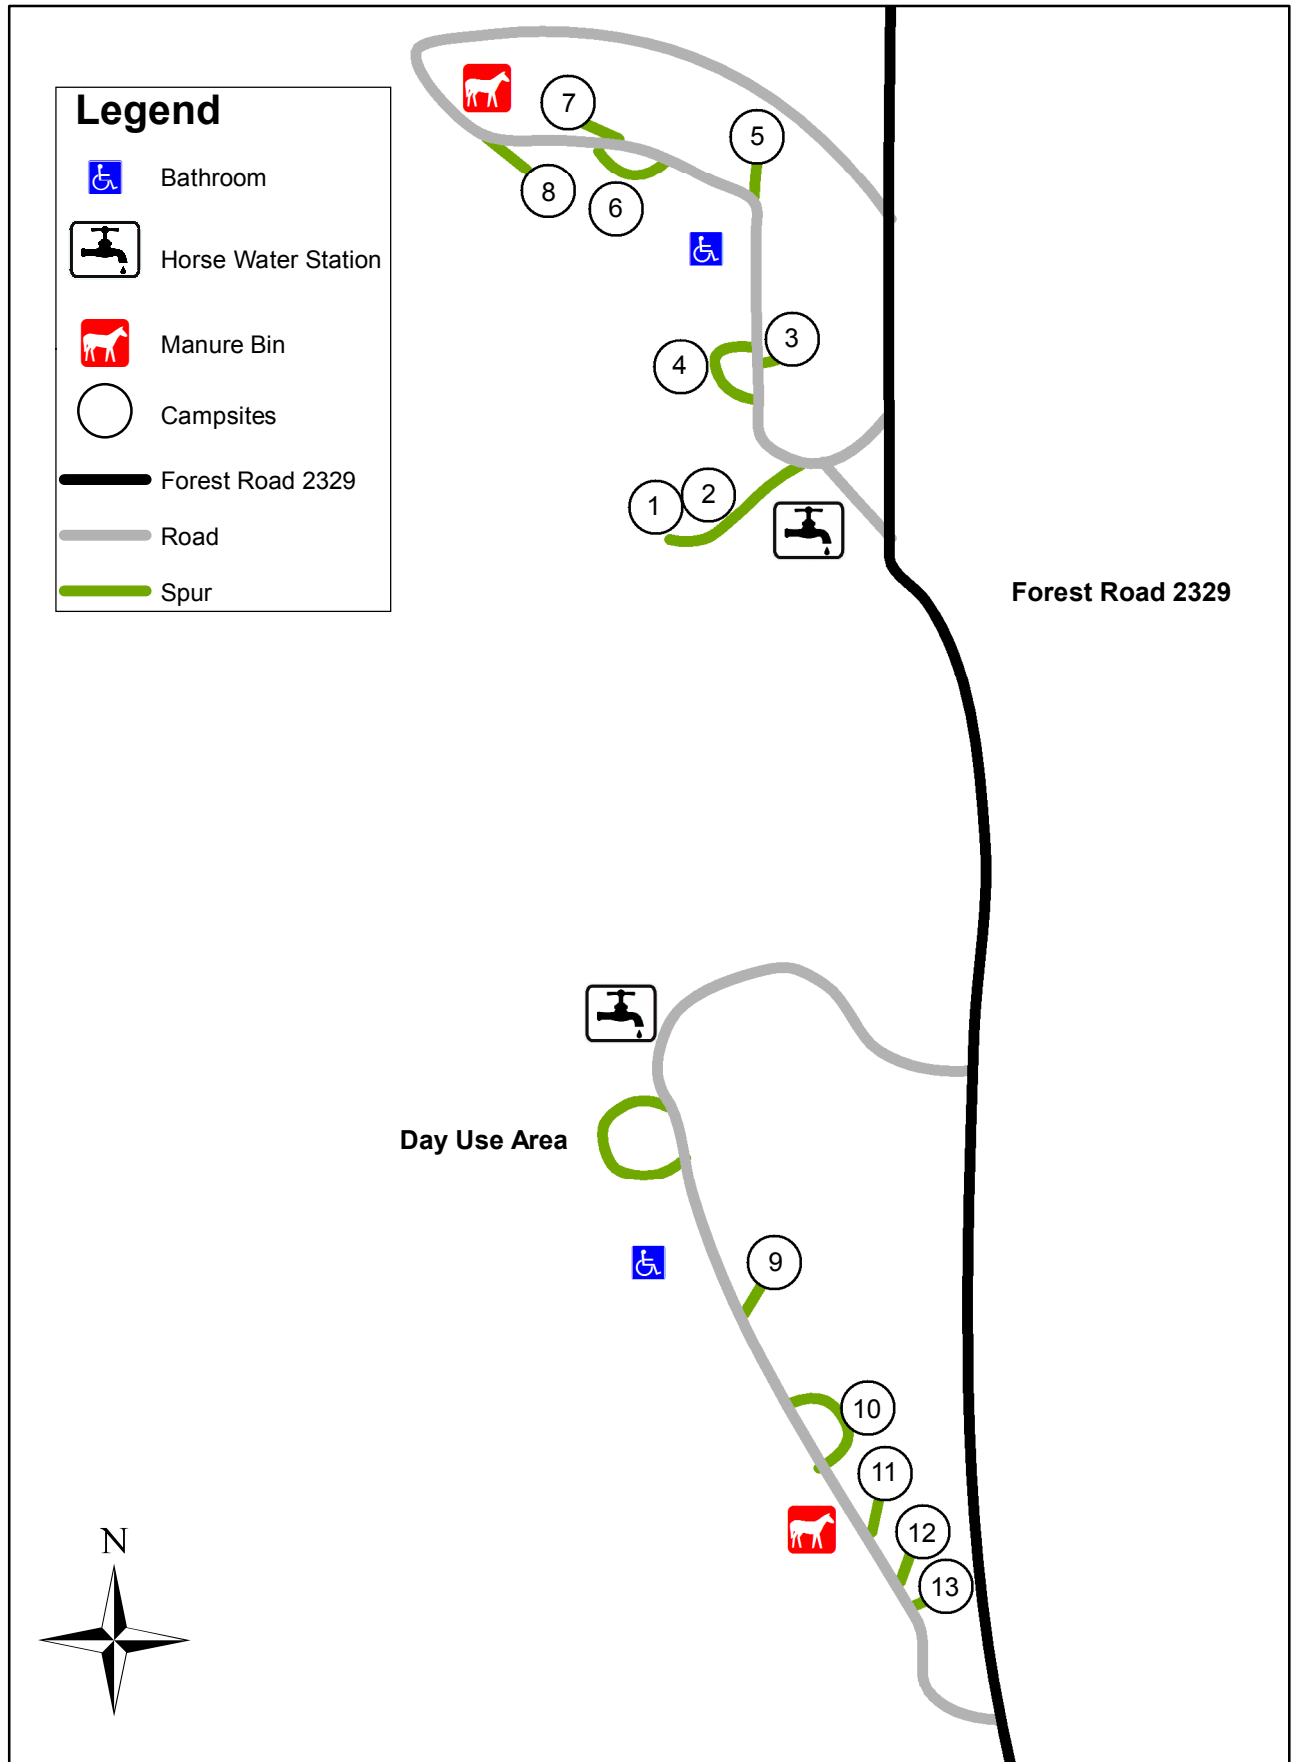 Legend
Bathroom
Horse Water Station
Manure Bin
Campsites
Forest Road 2329
Road
Spur
7
5
8
6
3
4
1
2
Forest Road 2329
Day Use Area
9
10
11
12
13
N